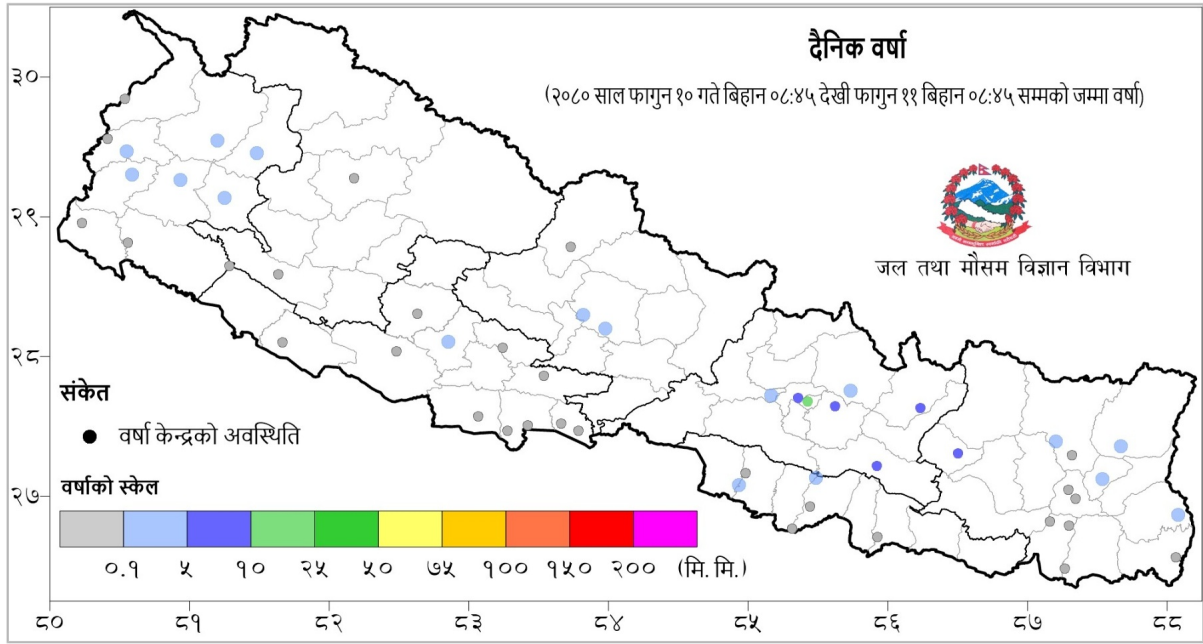 दैनिक वर्षा
(२०८० साल फागुन १० गते बिहान ०८:४५ देखी फागुन ११ बिहान ०८:४५ सम्मको जम्मा वर्षा)
जल तथा मौसम विज्ञान विभाग
३०
२९
२८
२७
संकेत
वर्षा केन्द्रको अवस्थिति
वर्षाको स्केल
०.१ ५ १० २५ ५० ७५ १०० १५० २०० (मि. मि.)
८० ८१ ८२ ८३ ८४ ८५ ८६ ८७ ८८